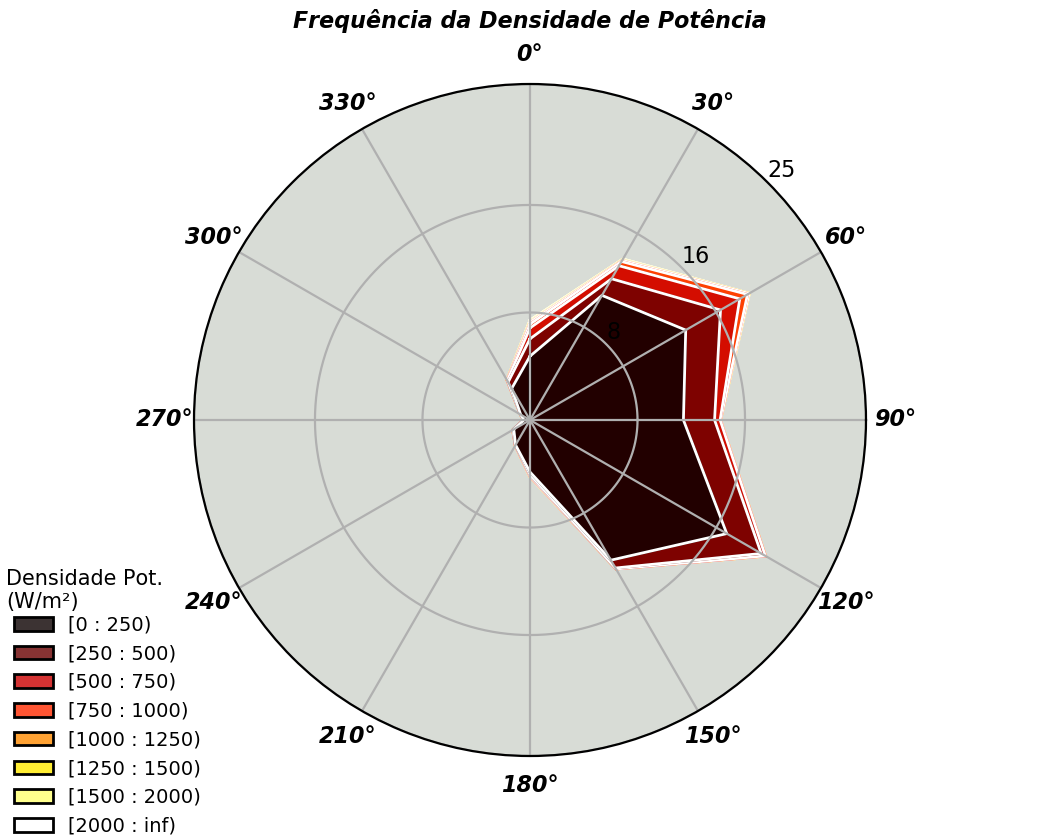 Frequência da Densidade de Potência
0°
330°
30°
25
300°
60°
16
8
270°
90°
240°
120°
210°
150°
180°
Densidade Pot.
(W/m²)
[0 : 250)
[250 : 500)
[500 : 750)
[750 : 1000)
[1000 : 1250)
[1250 : 1500)
[1500 : 2000)
[2000 : inf)